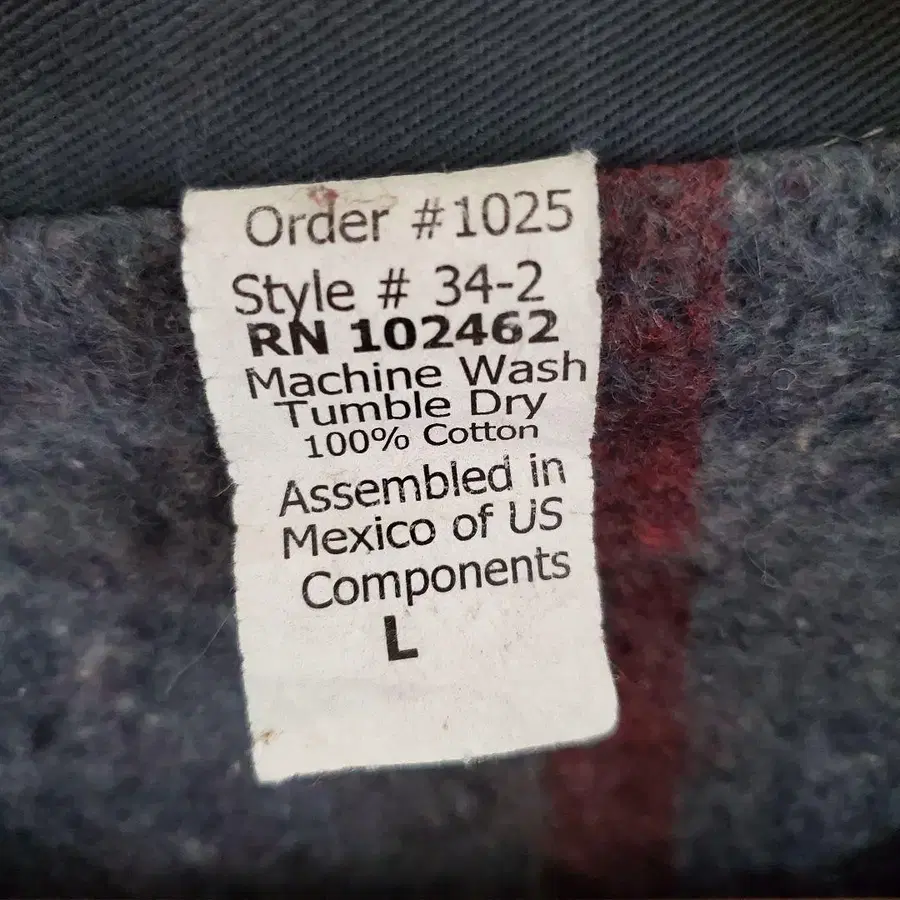 Order #1025
Style # 34-2
RN 102462
Machine Wash
Tumble Dry
100% Cotton
Assembled in
Mexico of US
Components
L